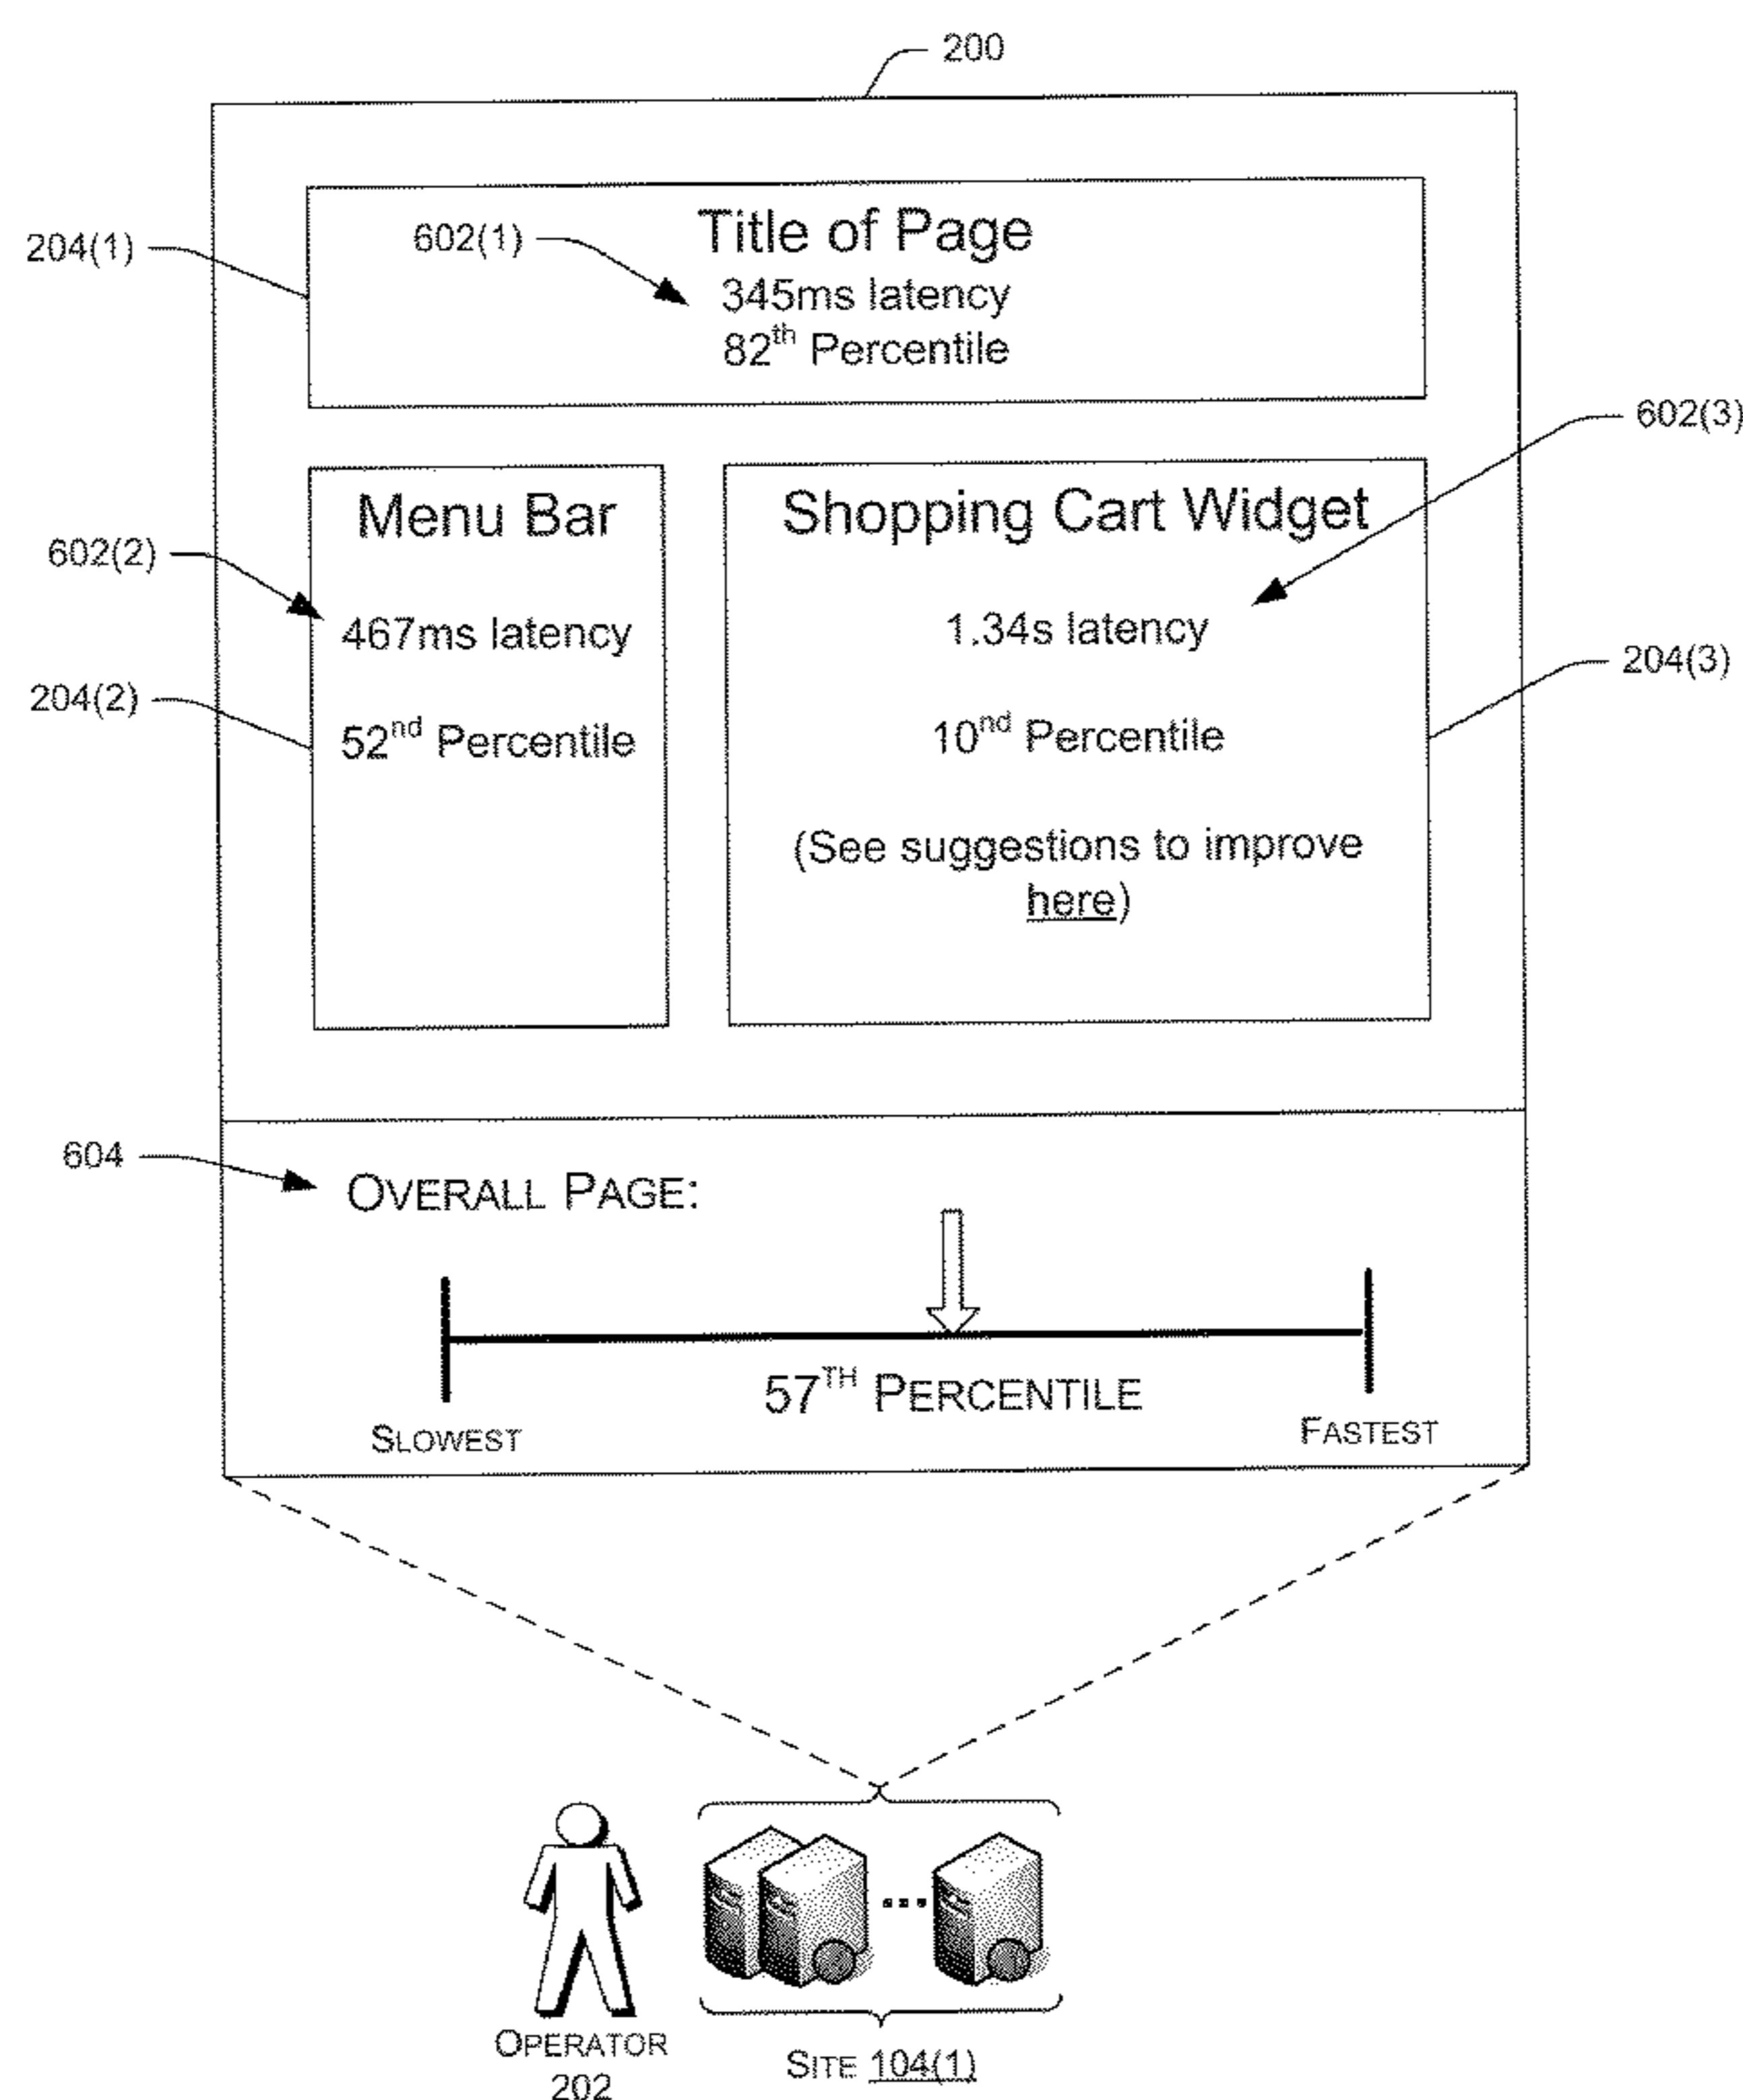 200
204(1)
602(1)
Title of Page
345ms latency
82th Percentile
602(3)
Menu Bar
602(2)
467ms latency
204(2)
52nd Percentile
Shopping Cart Widget
1.34s latency
204(3)
10nd Percentile
(See suggestions to improve
here)
604
OVERALL PAGE:
57TH PERCENTILE
SLOWEST
FASTEST
OPERATOR
202
SITE 104(1)